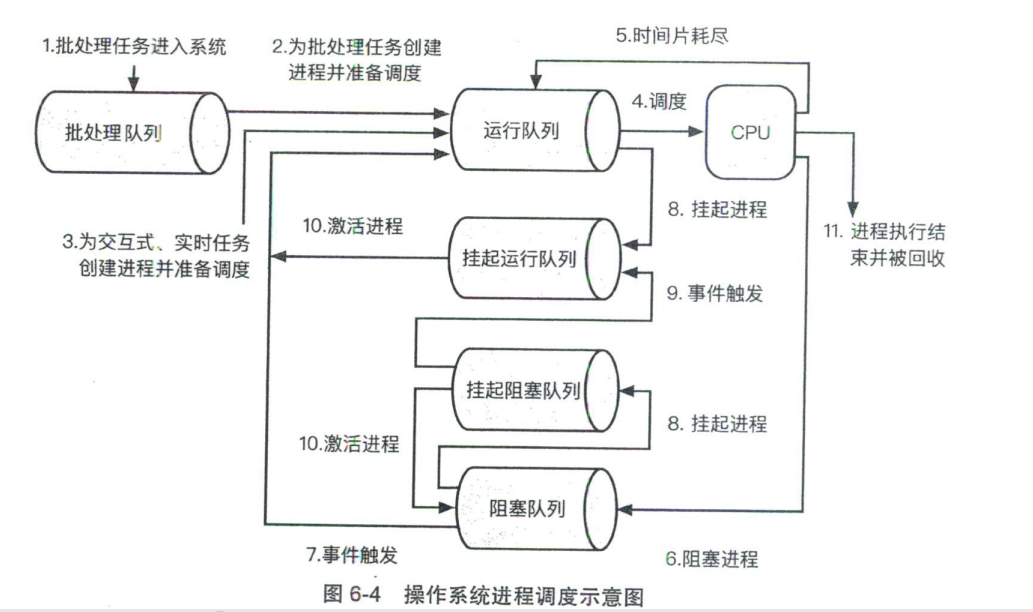 5.时间片耗尽
1.批处理任务进入系统
2.为批处理任务创建
进程并准备调度
批处理队列
运行队列
4.调度
CPU
3.为交互式、实时任务
创建进程并准备调度
10.激活进程
挂起运行队列
8. 挂起进程
11. 进程执行结
束并被回收
9. 事件触发
挂起阻塞队列
8. 挂起进程
10.激活进程
阻塞队列
7.事件触发
6.阻塞进程
图 6-4 操作系统进程调度示意图